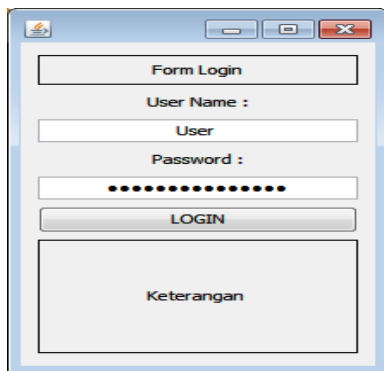 Form Login
User Name :
User
Password :
•••••••••••••••
LOGIN
Keterangan